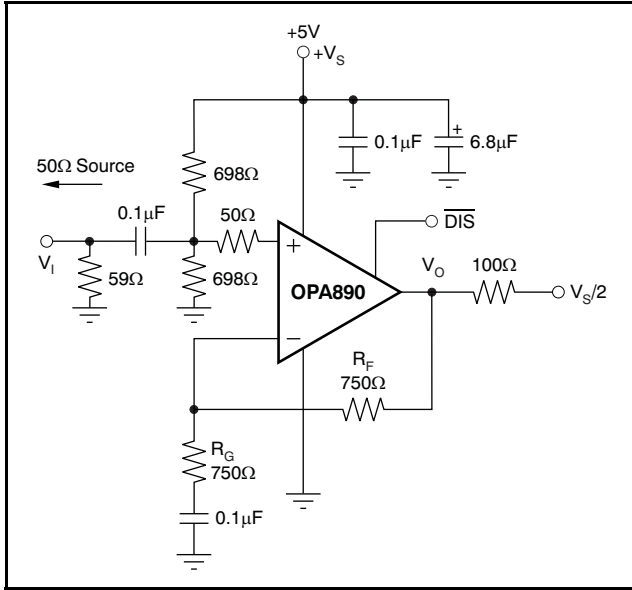 +5V
+V_S
0.1μF
+
6.8μF
50Ω Source
698Ω
0.1μF
50Ω
DIS
V_I
59Ω
698Ω
+
OPA890
−
V_O
100Ω
V_S/2
R_F
750Ω
R_G
750Ω
0.1μF